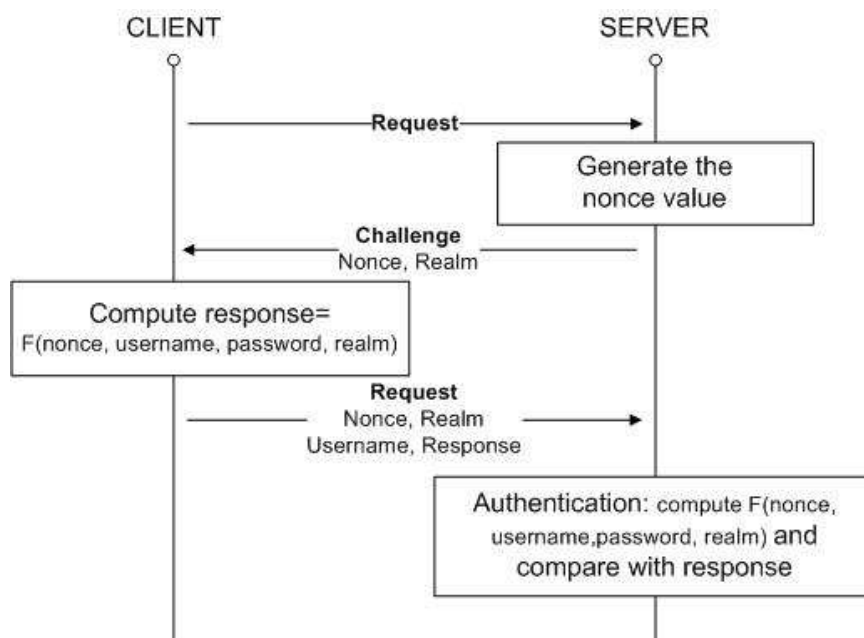 CLIENT
SERVER
Request
Generate the
nonce value
Challenge
Nonce, Realm
Compute response=
F(nonce, username, password, realm)
Request
Nonce, Realm
Username, Response
Authentication: compute F(nonce,
username,password, realm) and
compare with response